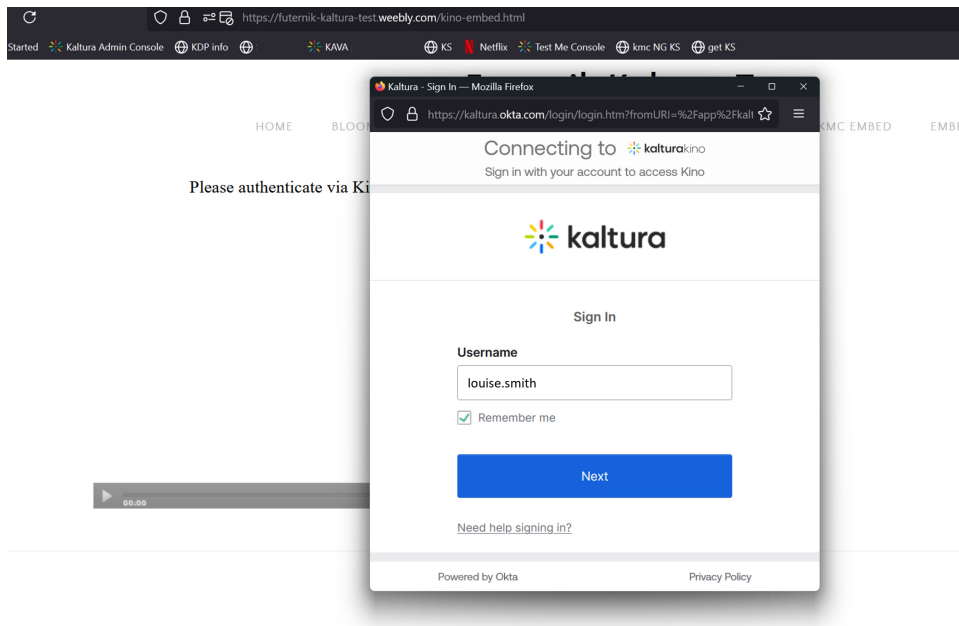 https://futernik-kaltura-test.weebly.com/kino-embed.html
Started Kaltura Admin Console KDP info KAVA KS Netflix Test Me Console kmc NG KS get KS
Kaltura - Sign In — Mozilla Firefox
https://kaltura.okta.com/login/login.htm?fromURI=%2Fapp%2Fkalt
HOME BLOO KMC EMBED EMBE
Connecting to kalturakino
Sign in with your account to access Kino
Please authenticate via Ki
kaltura
Sign In
Username
louise.smith
Remember me
Next
00:00
Need help signing in?
Powered by Okta Privacy Policy